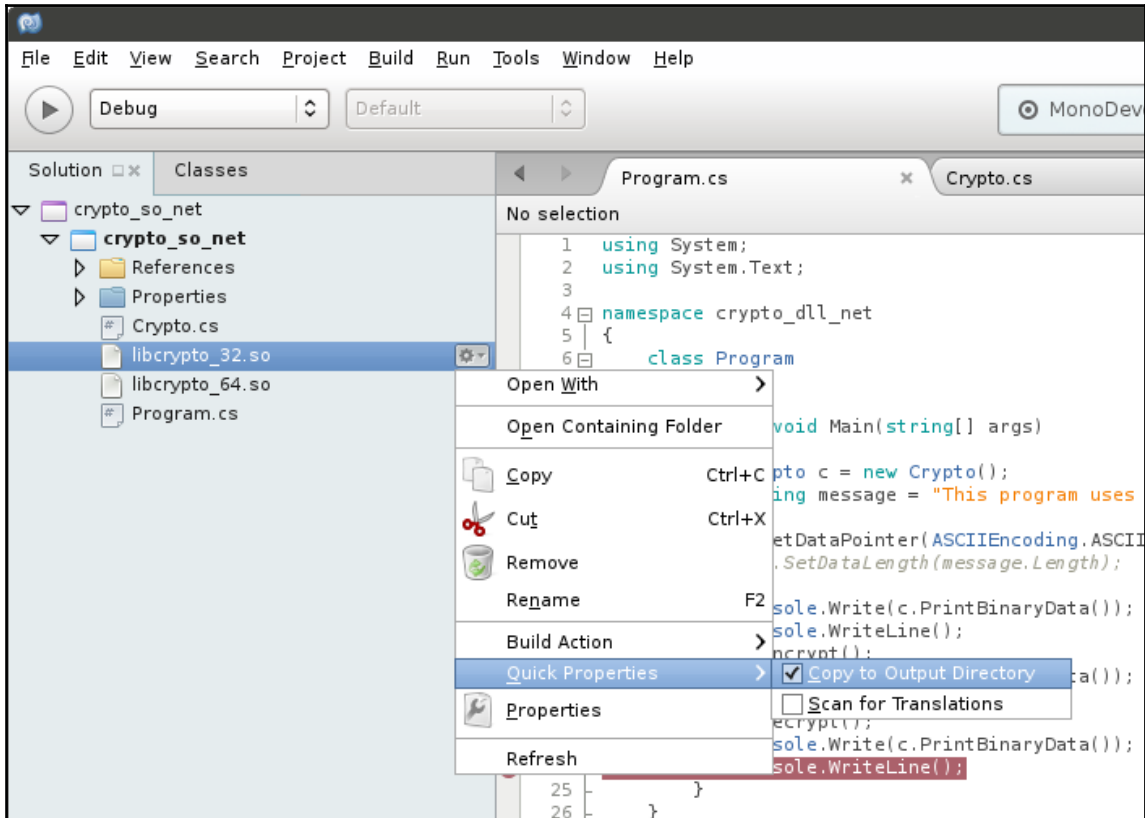 File Edit View Search Project Build Run Tools Window Help
Debug Default MonoDev
Solution Classes
Program.cs Crypto.cs
No selection
crypto_so_net
crypto_so_net
References
Properties
Crypto.cs
libcrypto_32.so
libcrypto_64.so
Program.cs
1 using System;
2 using System.Text;
3
4 namespace crypto_dll_net
5 {
6 class Program
void Main(string[] args)
pto c = new Crypto();
ing message = "This program uses
etDataPointer(ASCIIEncoding.ASCII
.SetDataLength(message.Length);
sole.Write(c.PrintBinaryData());
sole.WriteLine();
ncrypt();
ta());
ecrypt();
sole.Write(c.PrintBinaryData());
sole.WriteLine();
25 }
26 }
Open With
Open Containing Folder
Copy Ctrl+C
Cut Ctrl+X
Remove
Rename F2
Build Action
Quick Properties
Properties
Refresh
Copy to Output Directory
Scan for Translations